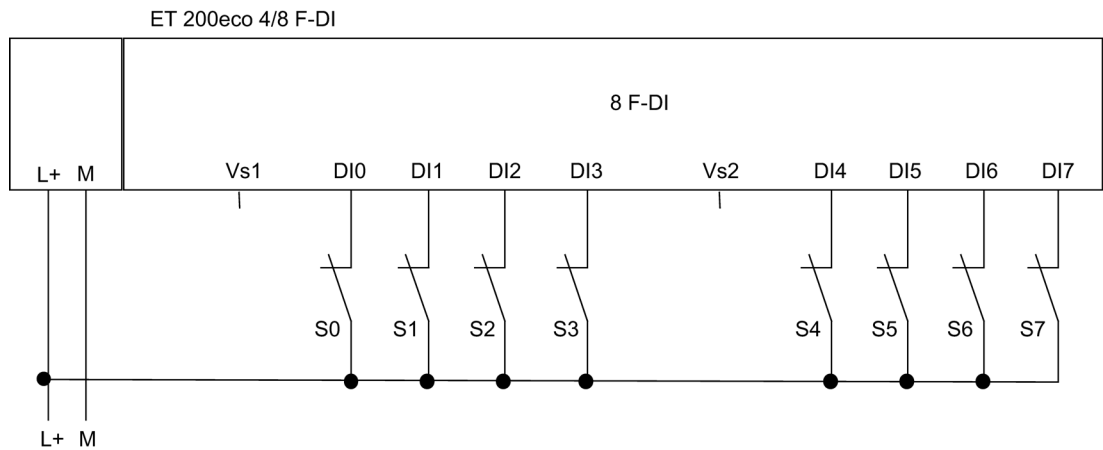 ET 200eco 4/8 F-DI
8 F-DI
L+ M Vs1 DI0 DI1 DI2 DI3 Vs2 DI4 DI5 DI6 DI7
S0 S1 S2 S3 S4 S5 S6 S7
L+ M